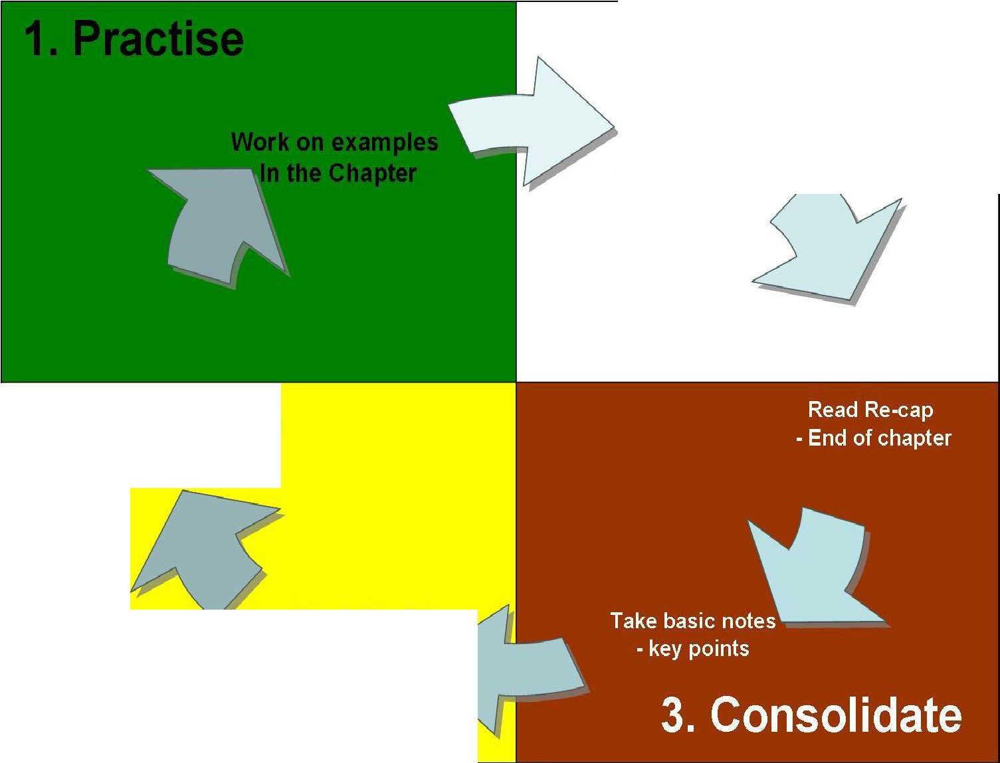 1. Practise
Work on examples
In the Chapter
Read Re-cap
- End of chapter
Take basic notes
- key points
3. Consolidate